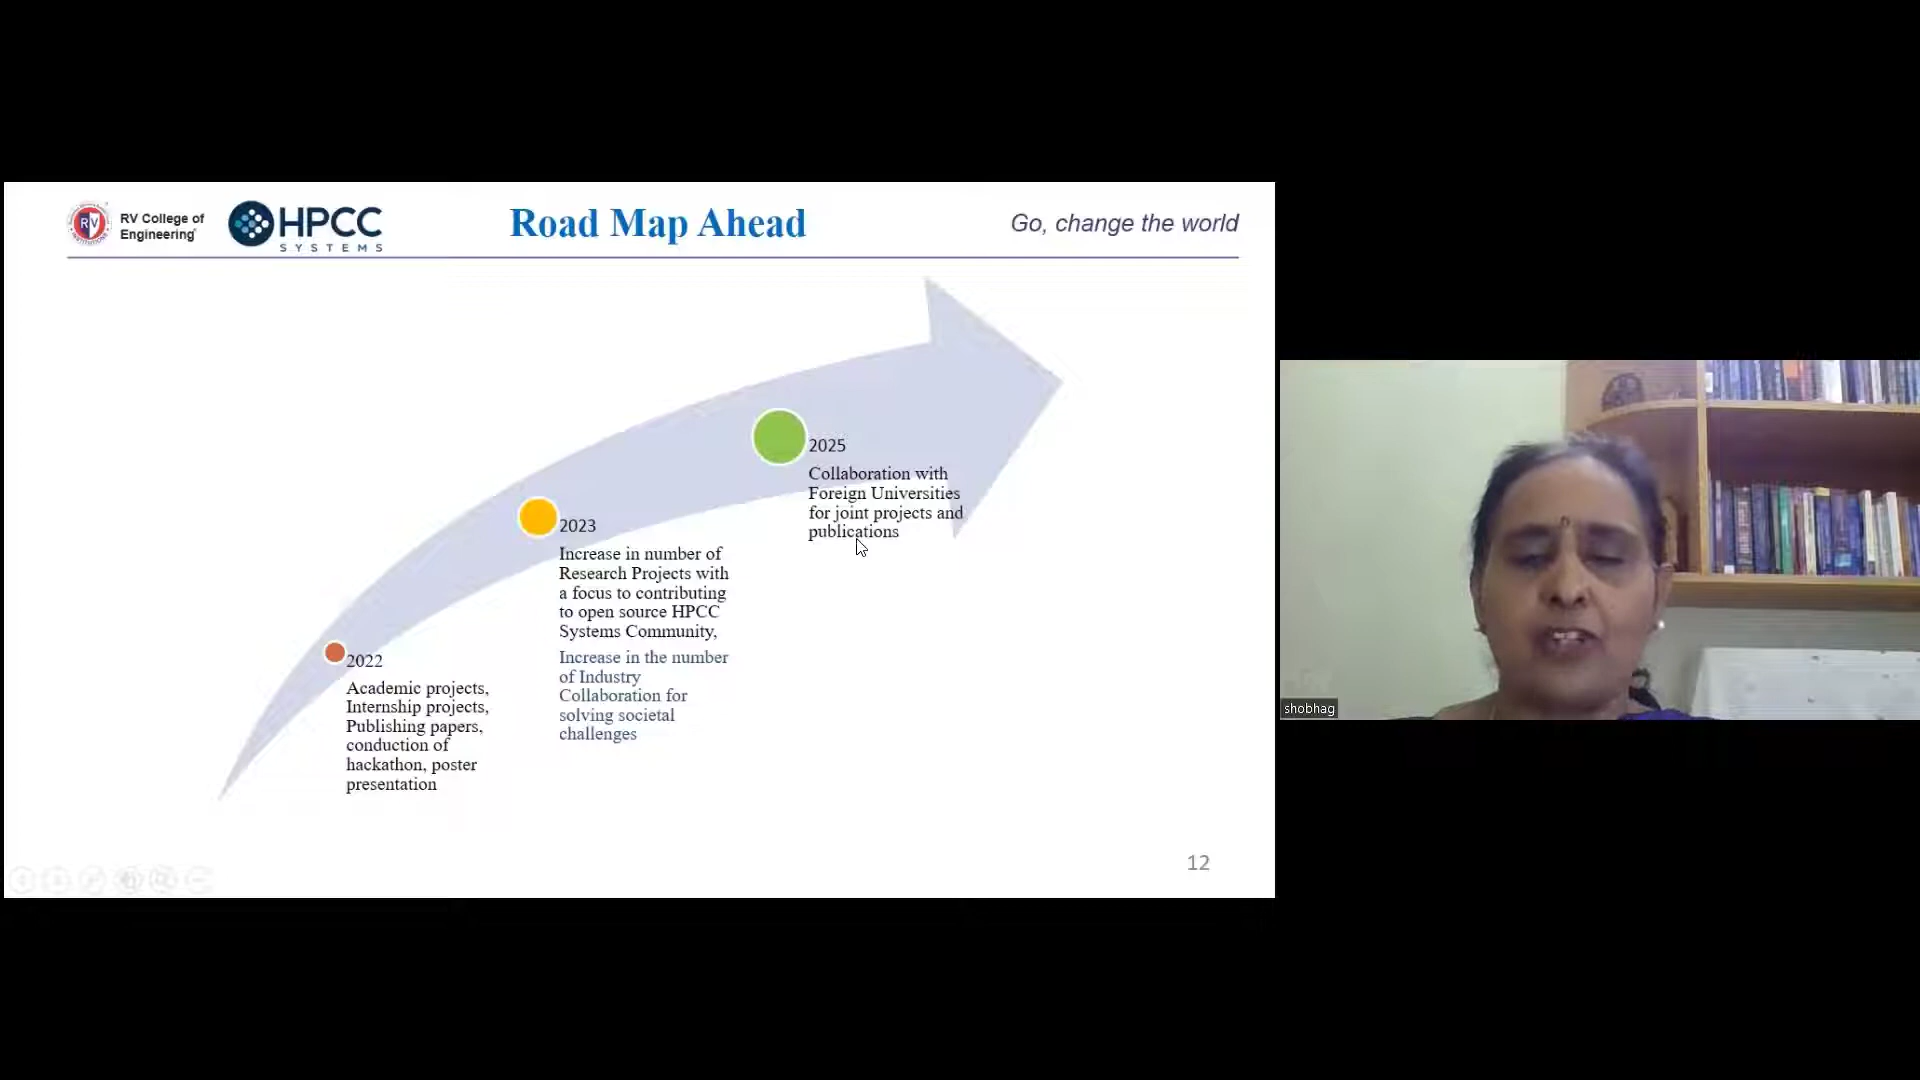 RV College of
Engineering
HPCC
SYSTEMS
Road Map Ahead
Go, change the world
2025
Collaboration with
Foreign Universities
for joint projects and
publications
2023
Increase in number of
Research Projects with
a focus to contributing
to open source HPCC
Systems Community,
Increase in the number
of Industry
Collaboration for
solving societal
challenges
2022
Academic projects,
Internship projects,
Publishing papers,
conduction of
hackathon, poster
presentation
12
shobhag